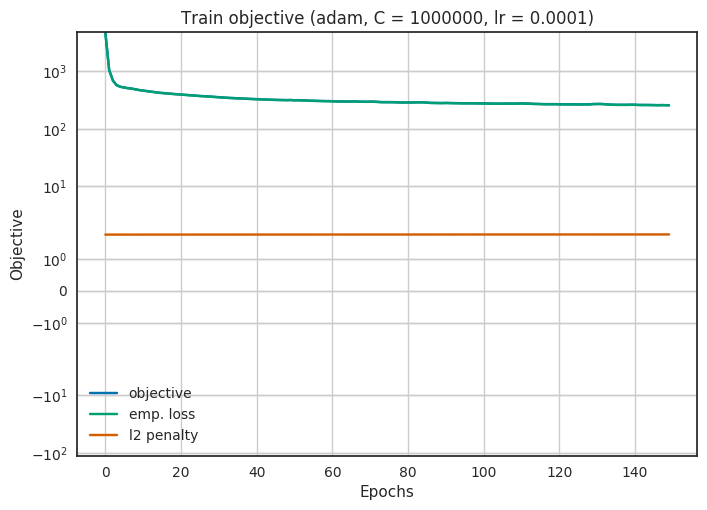 Train objective (adam, C = 1000000, lr = 0.0001)
Objective
10³
10²
10¹
10⁰
0
−10⁰
−10¹
−10²
objective
emp. loss
l2 penalty
0 20 40 60 80 100 120 140
Epochs